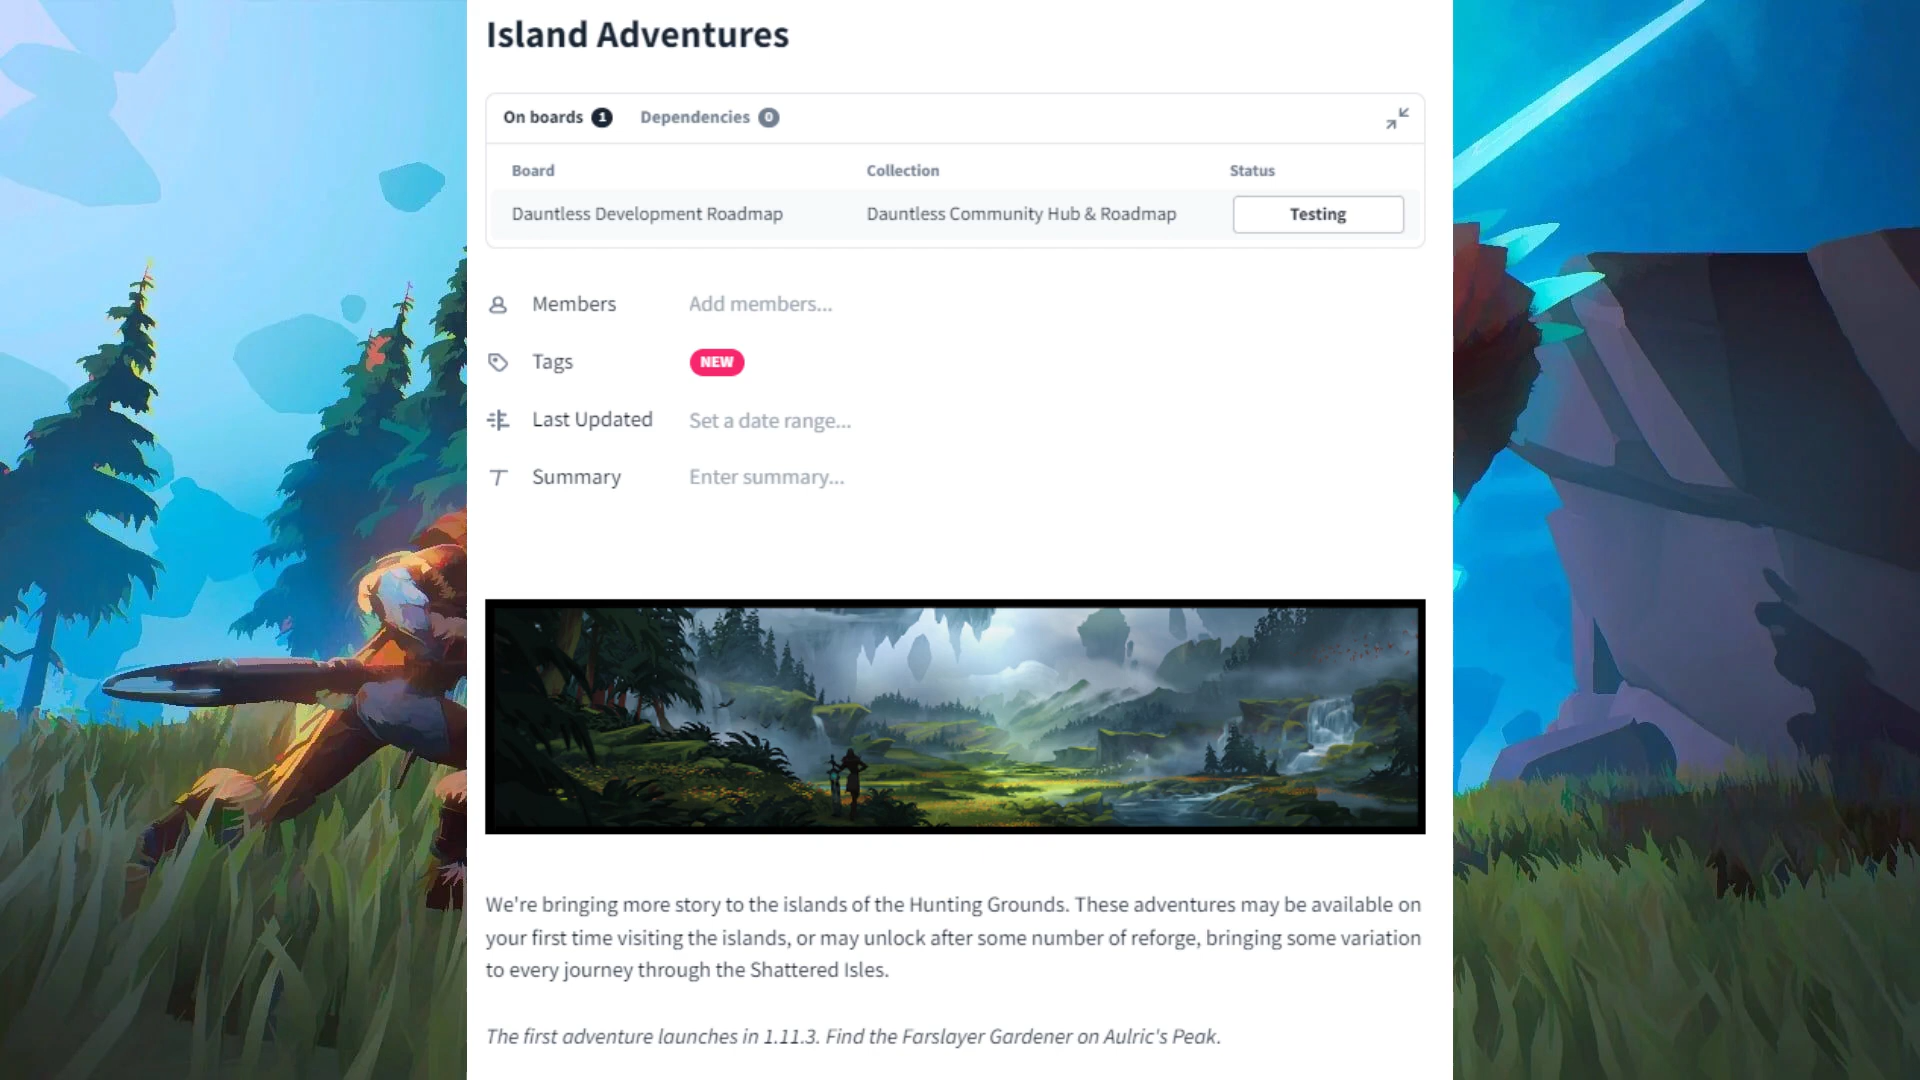 Island Adventures
On boards 1 Dependencies 0
Board Collection Status
Dauntless Development Roadmap Dauntless Community Hub & Roadmap Testing
Members Add members...
Tags NEW
Last Updated Set a date range...
Summary Enter summary...
We're bringing more story to the islands of the Hunting Grounds. These adventures may be available on
your first time visiting the islands, or may unlock after some number of reforge, bringing some variation
to every journey through the Shattered Isles.
The first adventure launches in 1.11.3. Find the Farslayer Gardener on Aulric's Peak.